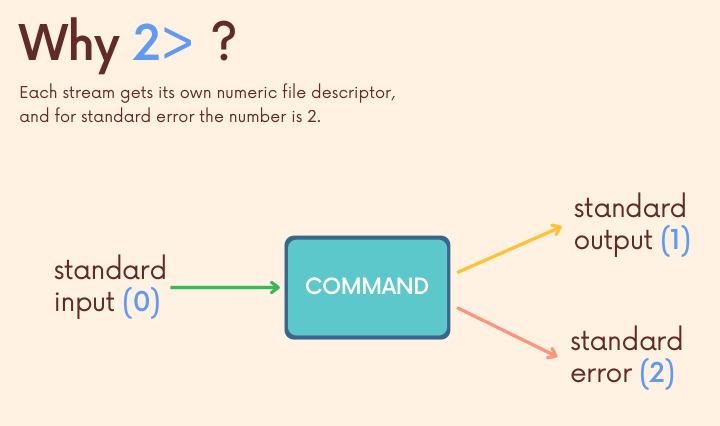 Why 2> ?
Each stream gets its own numeric file descriptor,
and for standard error the number is 2.
standard
input (0)
COMMAND
standard
output (1)
standard
error (2)